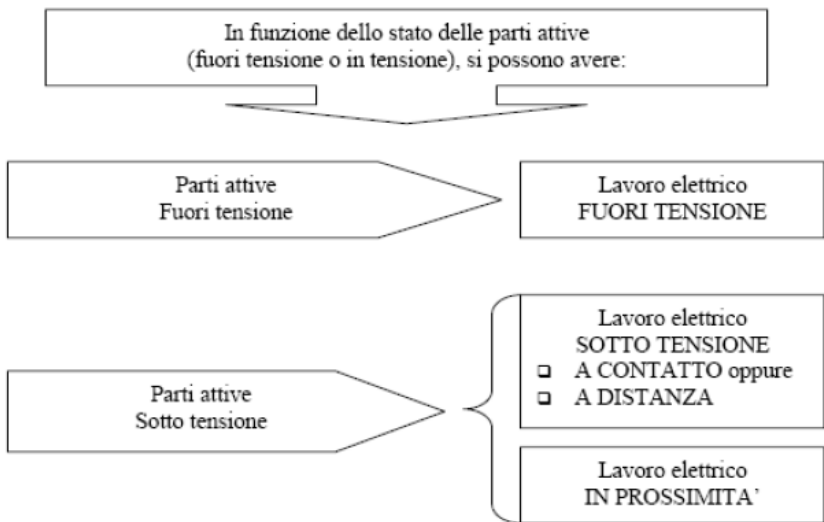 In funzione dello stato delle parti attive
(fuori tensione o in tensione), si possono avere:
Parti attive
Fuori tensione
Lavoro elettrico
FUORI TENSIONE
Parti attive
Sotto tensione
Lavoro elettrico
SOTTO TENSIONE
❑ A CONTATTO oppure
❑ A DISTANZA
Lavoro elettrico
IN PROSSIMITA’